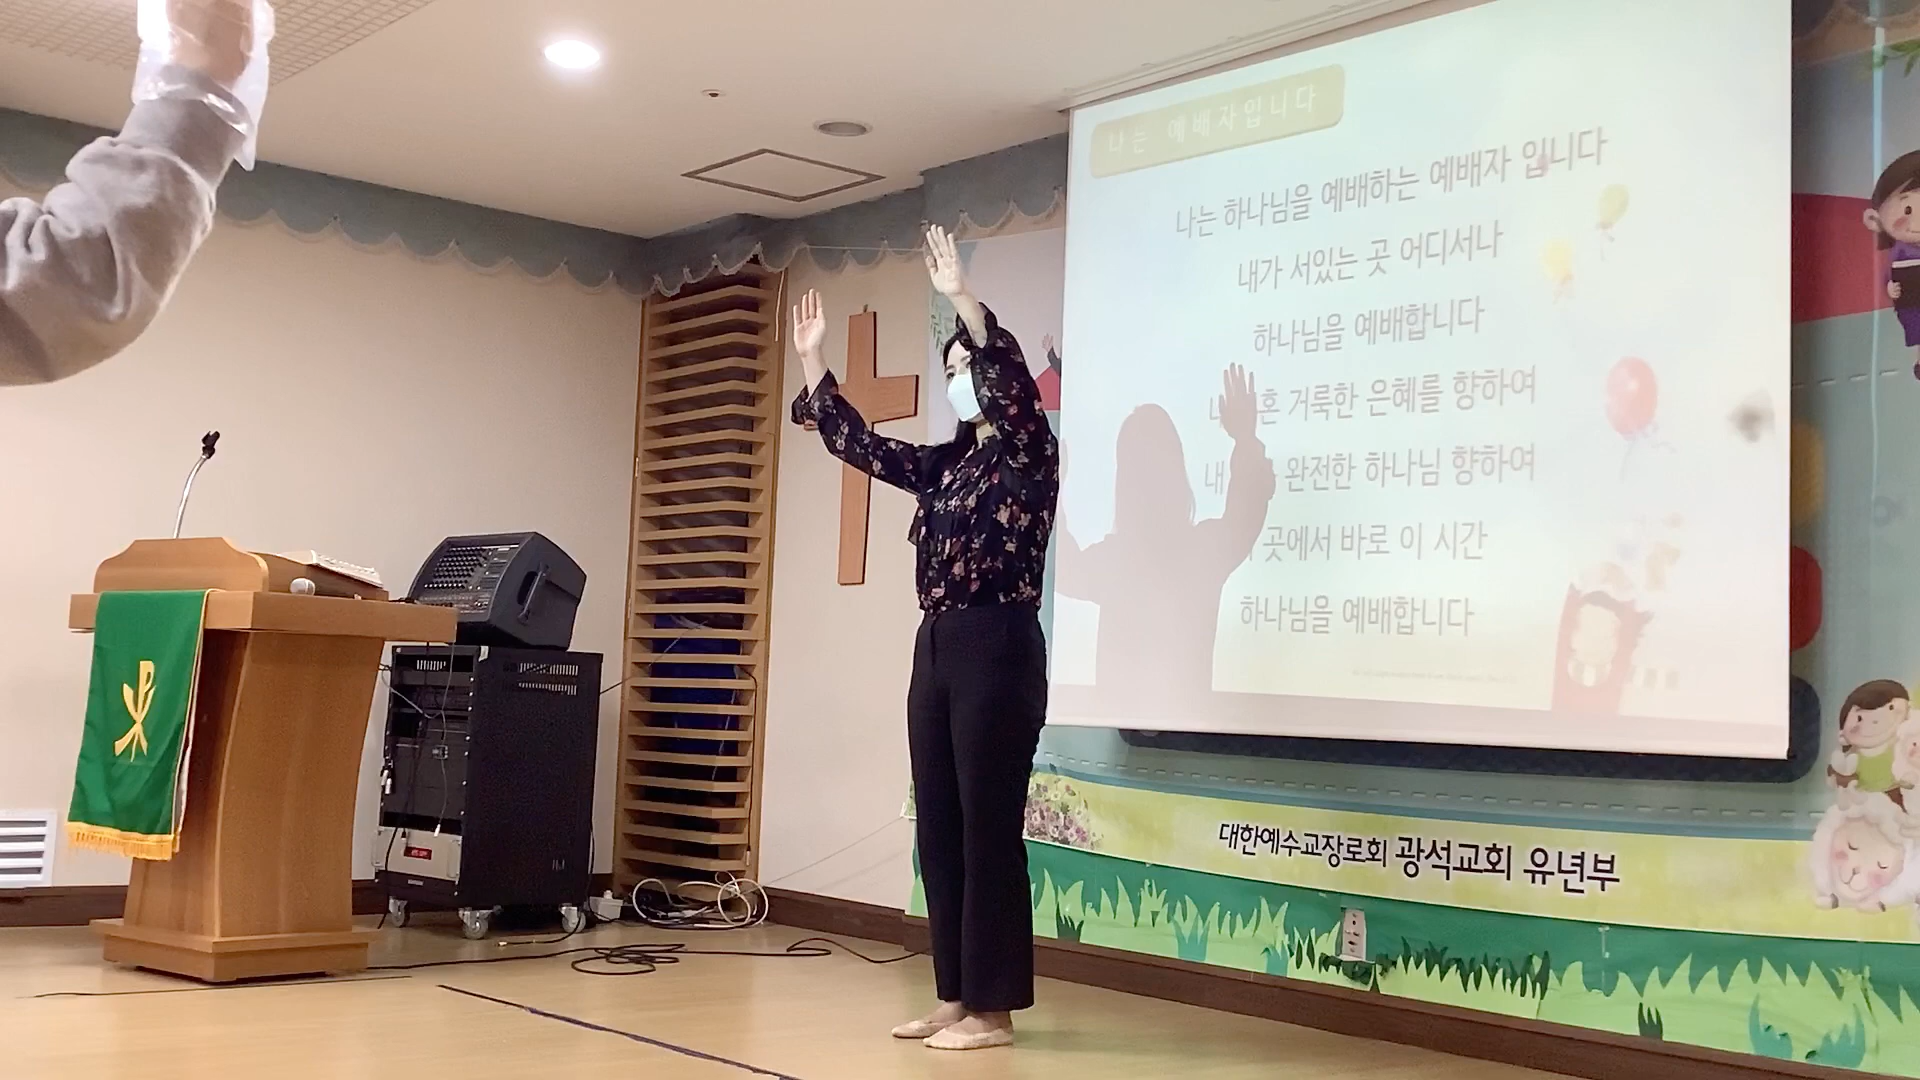 나는 예배자입니다
나는 하나님을 예배하는 예배자 입니다
내가 서있는 곳 어디서나
하나님을 예배합니다
혼 거룩한 은혜를 향하여
내 완전한 하나님 향하여
곳에서 바로 이 시간
하나님을 예배합니다
대한예수교장로회 광석교회 유년부